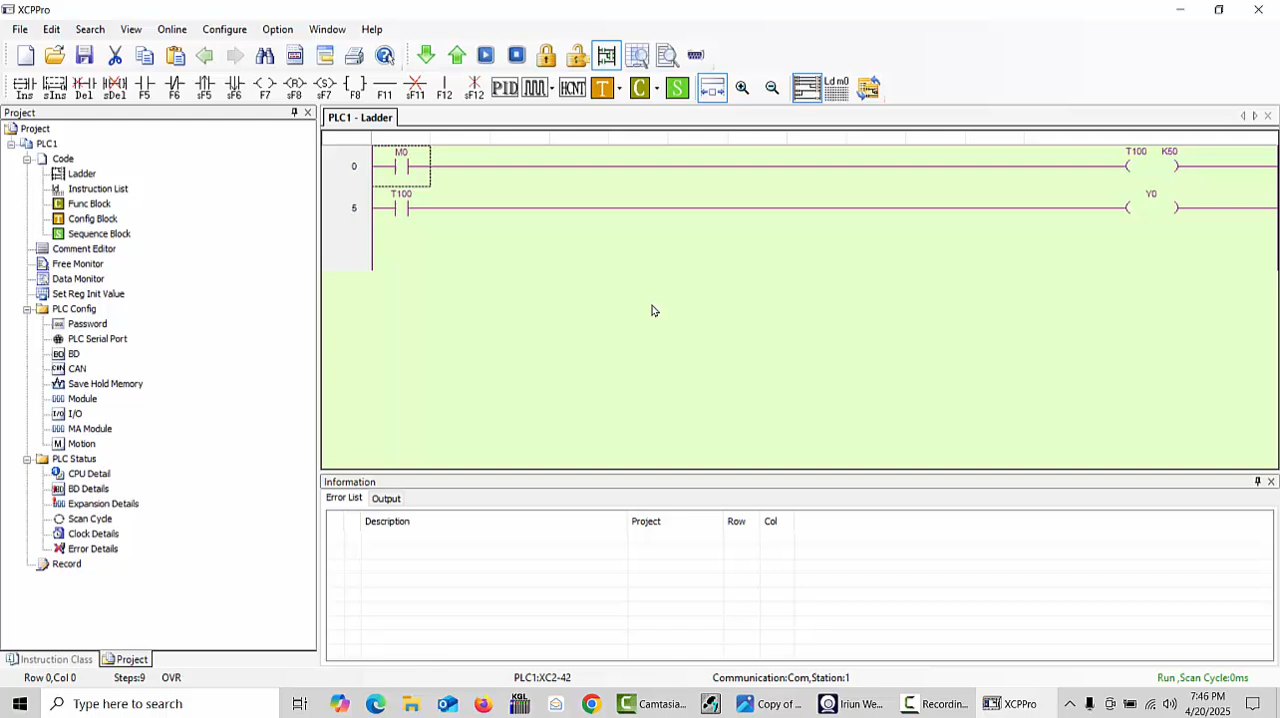 XCPPro
File Edit Search View Online Configure Option Window Help
Ins sIns Del sDel F5 F6 sF5 sF6 F7 sF8 sF7 F8 F11 sF11 F12 sF12 PID HCNT T C S Ld m0
Project
PLC1 - Ladder
Project
PLC1
Code
Ladder
Instruction List
Func Block
Config Block
Sequence Block
Comment Editor
Free Monitor
Data Monitor
Set Reg Init Value
PLC Config
Password
PLC Serial Port
BD
CAN
Save Hold Memory
Module
I/O
MA Module
Motion
PLC Status
CPU Detail
BD Details
Expansion Details
Scan Cycle
Clock Details
Error Details
Record
M0 T100 K50
0
T100 Y0
5
Information
Error List Output
Description Project Row Col
Instruction Class Project
Row 0,Col 0 Steps:9 OVR PLC1:XC2-42 Communication:Com,Station:1 Run ,Scan Cycle:0ms
Type here to search
KGL
Camtasia...
Copy of ...
Iriun We...
Recordin...
XCPPro
7:46 PM
4/20/2025